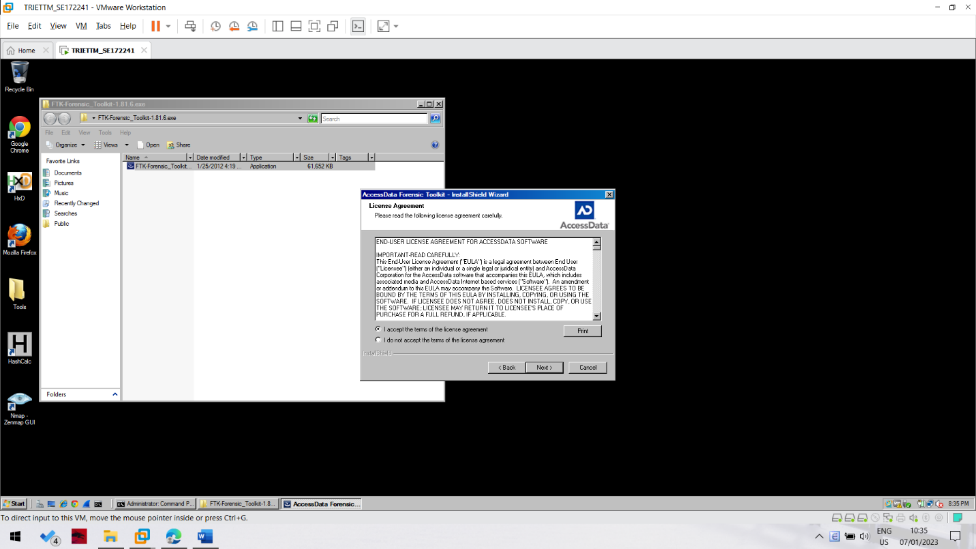 TRIETTM_SE172241 - VMware Workstation
File Edit View VM Tabs Help
Home
TRIETTM_SE172241
Recycle Bin
FTK-Forensic_Toolkit-1.81.6.exe
FTK-Forensic_Toolkit-1.81.6.exe
Search
File Edit View Tools Help
Organize Views Open Share
Favorite Links
Name Date modified Type Size Tags
Documents
FTK-Forensic_Toolkit... 1/25/2012 4:19 ... Application 61,652 KB
Pictures
Music
Recently Changed
Searches
Public
Folders
Google Chrome
HxD
Mozilla Firefox
Tools
HashCalc
Nmap - Zenmap GUI
AccessData Forensic Toolkit - InstallShield Wizard
License Agreement
Please read the following license agreement carefully.
AccessData
END-USER LICENSE AGREEMENT FOR ACCESSDATA SOFTWARE
IMPORTANT-READ CAREFULLY:
This End-User License Agreement ("EULA") is a legal agreement between End User
("Licensee") (either an individual or a single legal or juridical entity) and AccessData
Corporation for the AccessData software that accompanies this EULA, which includes
associated media and AccessData Internet based services ("Software"). An amendment
or addendum to this EULA may accompany the Software. LICENSEE AGREES TO BE
BOUND BY THE TERMS OF THIS EULA BY INSTALLING, COPYING, OR USING THE
SOFTWARE. IF LICENSEE DOES NOT AGREE, DOES NOT INSTALL, COPY, OR USE
THE SOFTWARE; LICENSEE MAY RETURN IT TO LICENSEE'S PLACE OF
PURCHASE FOR A FULL REFUND, IF APPLICABLE.
I accept the terms of the license agreement
Print
I do not accept the terms of the license agreement
InstallShield
< Back Next > Cancel
Start
Administrator: Command P...
FTK-Forensic_Toolkit-1.8...
AccessData Forensic...
8:35 PM
To direct input to this VM, move the mouse pointer inside or press Ctrl+G.
4
ENG
US
10:35
07/01/2023